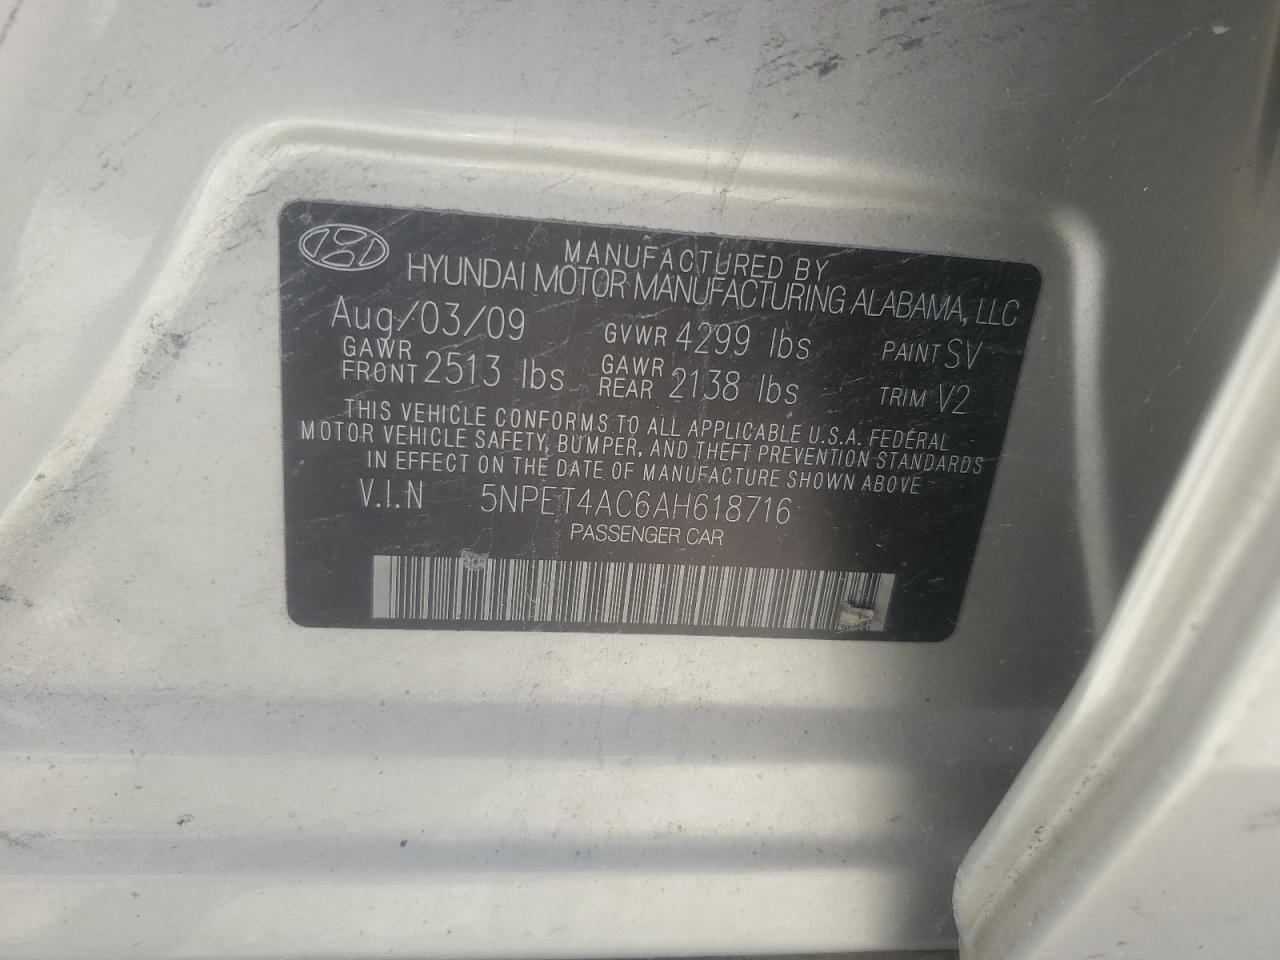 MANUFACTURED BY
HYUNDAI MOTOR MANUFACTURING ALABAMA, LLC
Aug/03/09 GVWR 4299 lbs PAINT SV
GAWR FRONT 2513 lbs GAWR REAR 2138 lbs TRIM V2
THIS VEHICLE CONFORMS TO ALL APPLICABLE U.S.A. FEDERAL
MOTOR VEHICLE SAFETY, BUMPER, AND THEFT PREVENTION STANDARDS
IN EFFECT ON THE DATE OF MANUFACTURE SHOWN ABOVE
V.I.N 5NPET4AC6AH618716
PASSENGER CAR